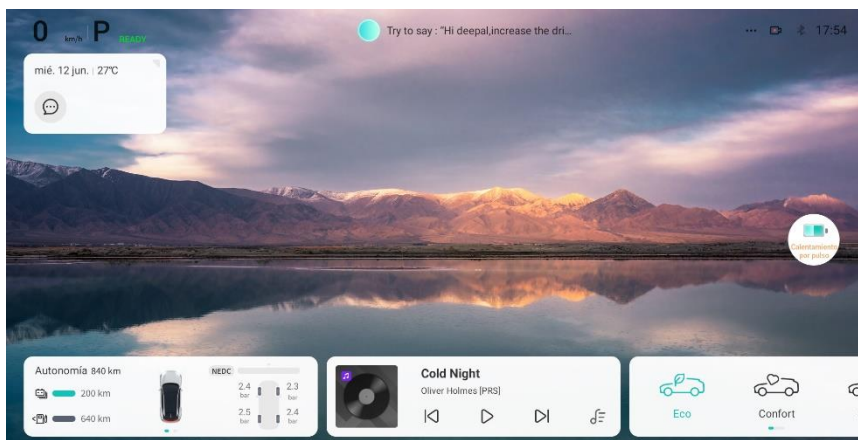 0 km/h P READY
Try to say : "Hi deepal,increase the dri...
17:54
mié. 12 jun. 27℃
Calentamiento
por pulso
Autonomía 840 km
200 km
640 km
NEDC
2.4 bar
2.3 bar
2.5 bar
2.4 bar
Cold Night
Oliver Holmes [PRS]
Eco
Confort